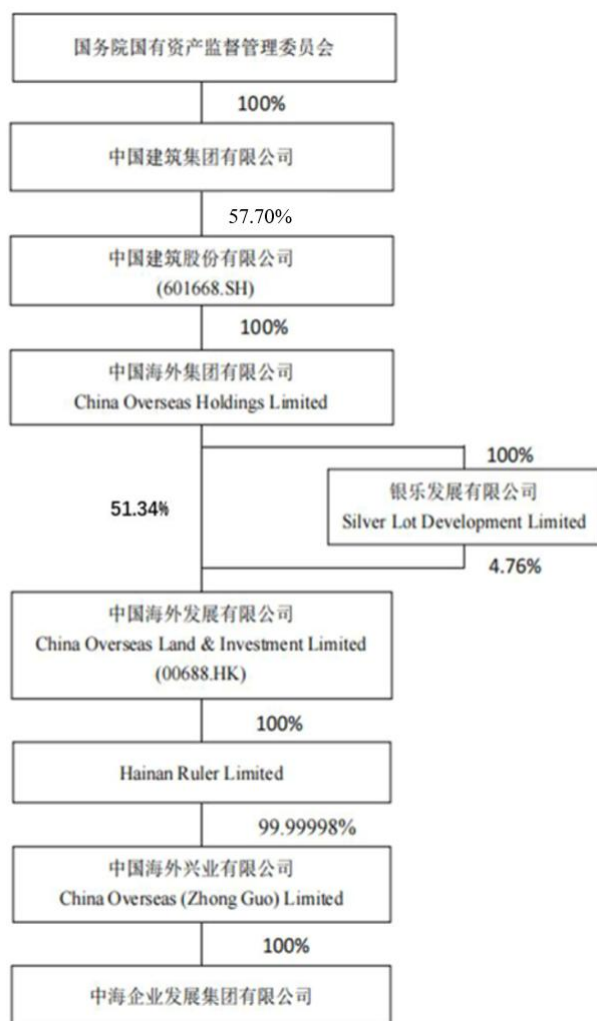 国务院国有资产监督管理委员会
100%
中国建筑集团有限公司
57.70%
中国建筑股份有限公司
(601668.SH)
100%
中国海外集团有限公司
China Overseas Holdings Limited
100%
银乐发展有限公司
Silver Lot Development Limited
51.34%
4.76%
中国海外发展有限公司
China Overseas Land & Investment Limited
(00688.HK)
100%
Hainan Ruler Limited
99.99998%
中国海外兴业有限公司
China Overseas (Zhong Guo) Limited
100%
中海企业发展集团有限公司